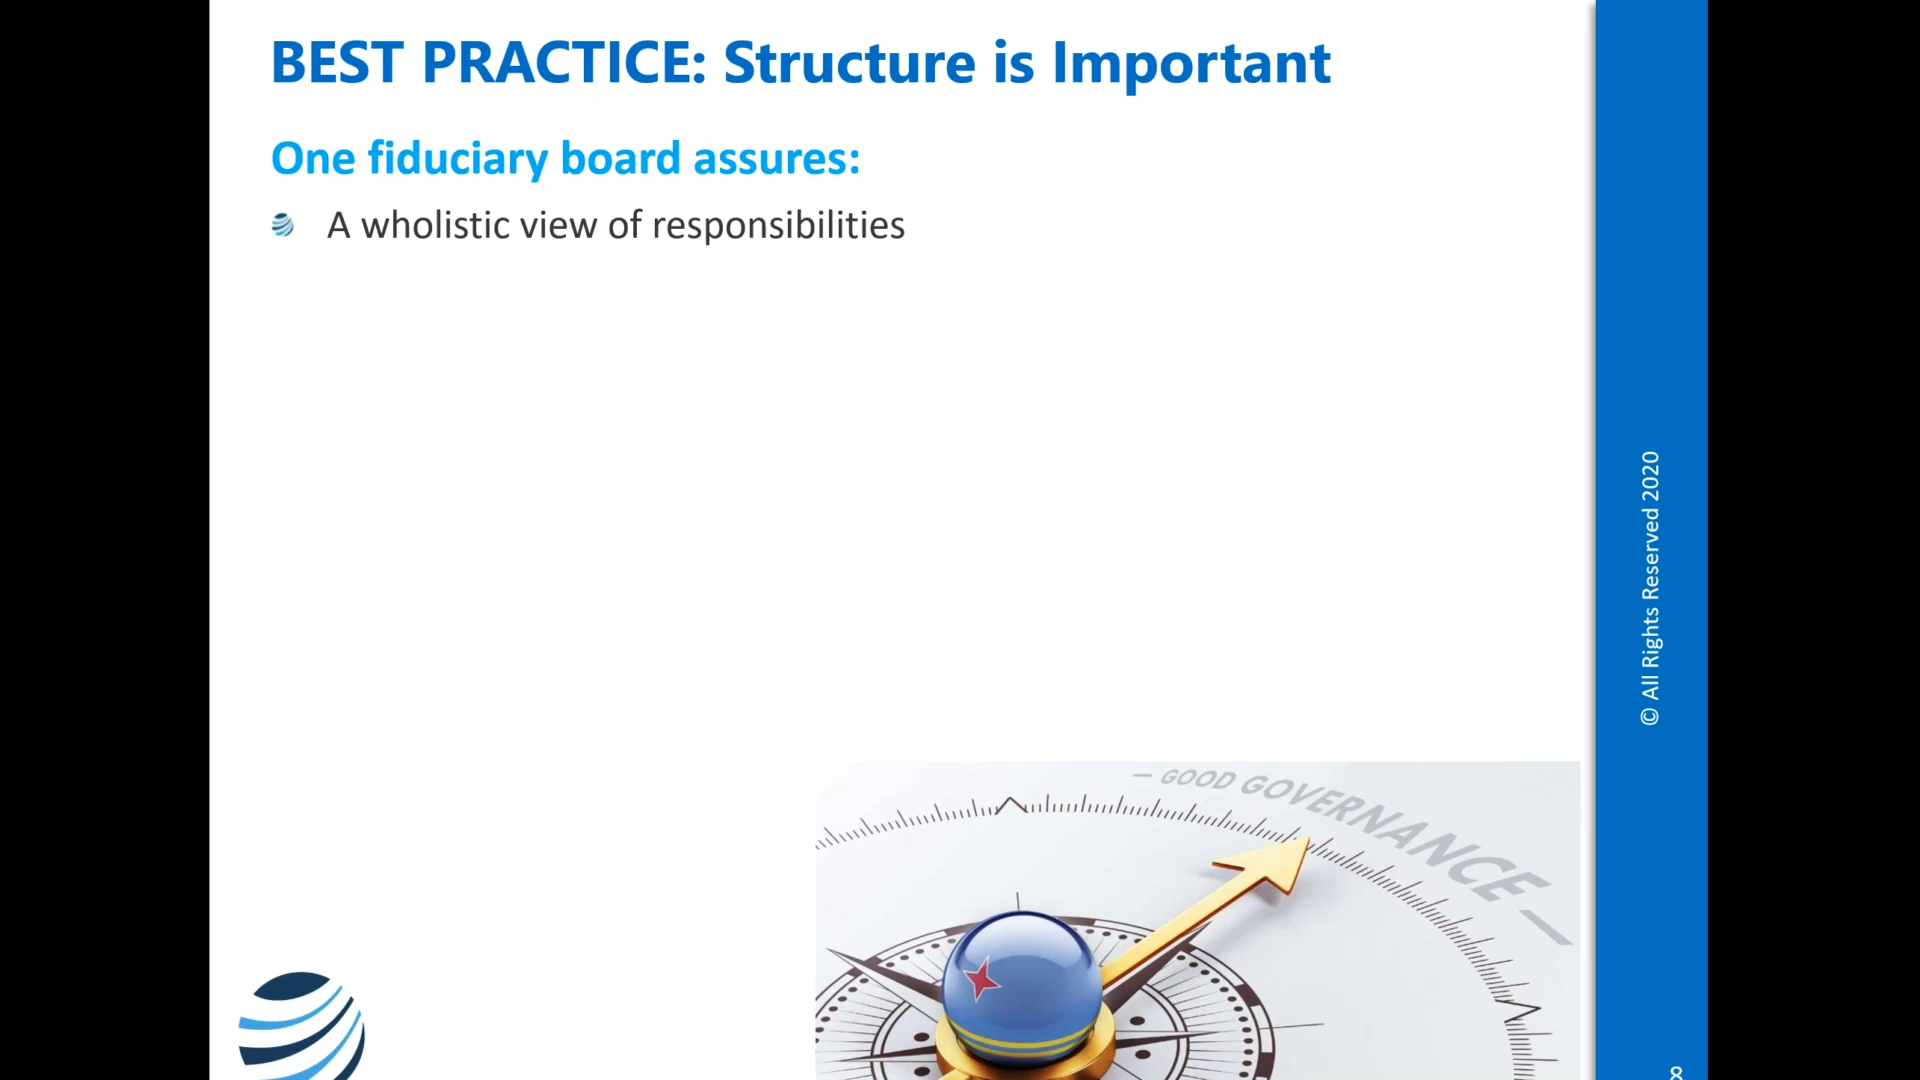 BEST PRACTICE: Structure is Important
One fiduciary board assures:
A wholistic view of responsibilities
© All Rights Reserved 2020
— GOOD GOVERNANCE —
8